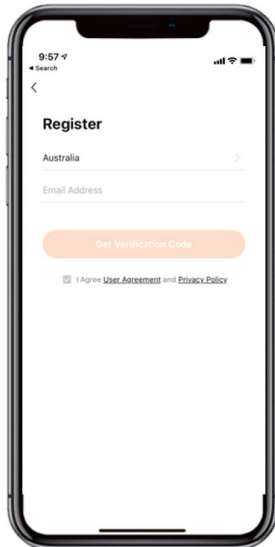 9:57
Search
Register
Australia
Email Address
Get Verification Code
I Agree User Agreement and Privacy Policy